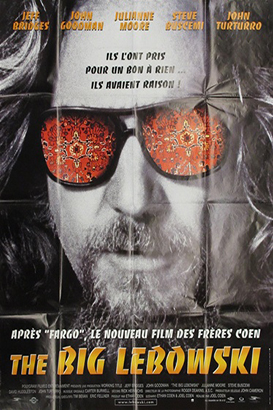 JEFF JOHN JULIANNE STEVE JOHN
BRIDGES GOODMAN MOORE BUSCEMI TURTURRO
ILS L'ONT PRIS
POUR UN BON À RIEN ...
ILS AVAIENT RAISON !
APRÈS "FARGO" LE NOUVEAU FILM DES FRÈRES COEN
THE BIG LEBOWSKI